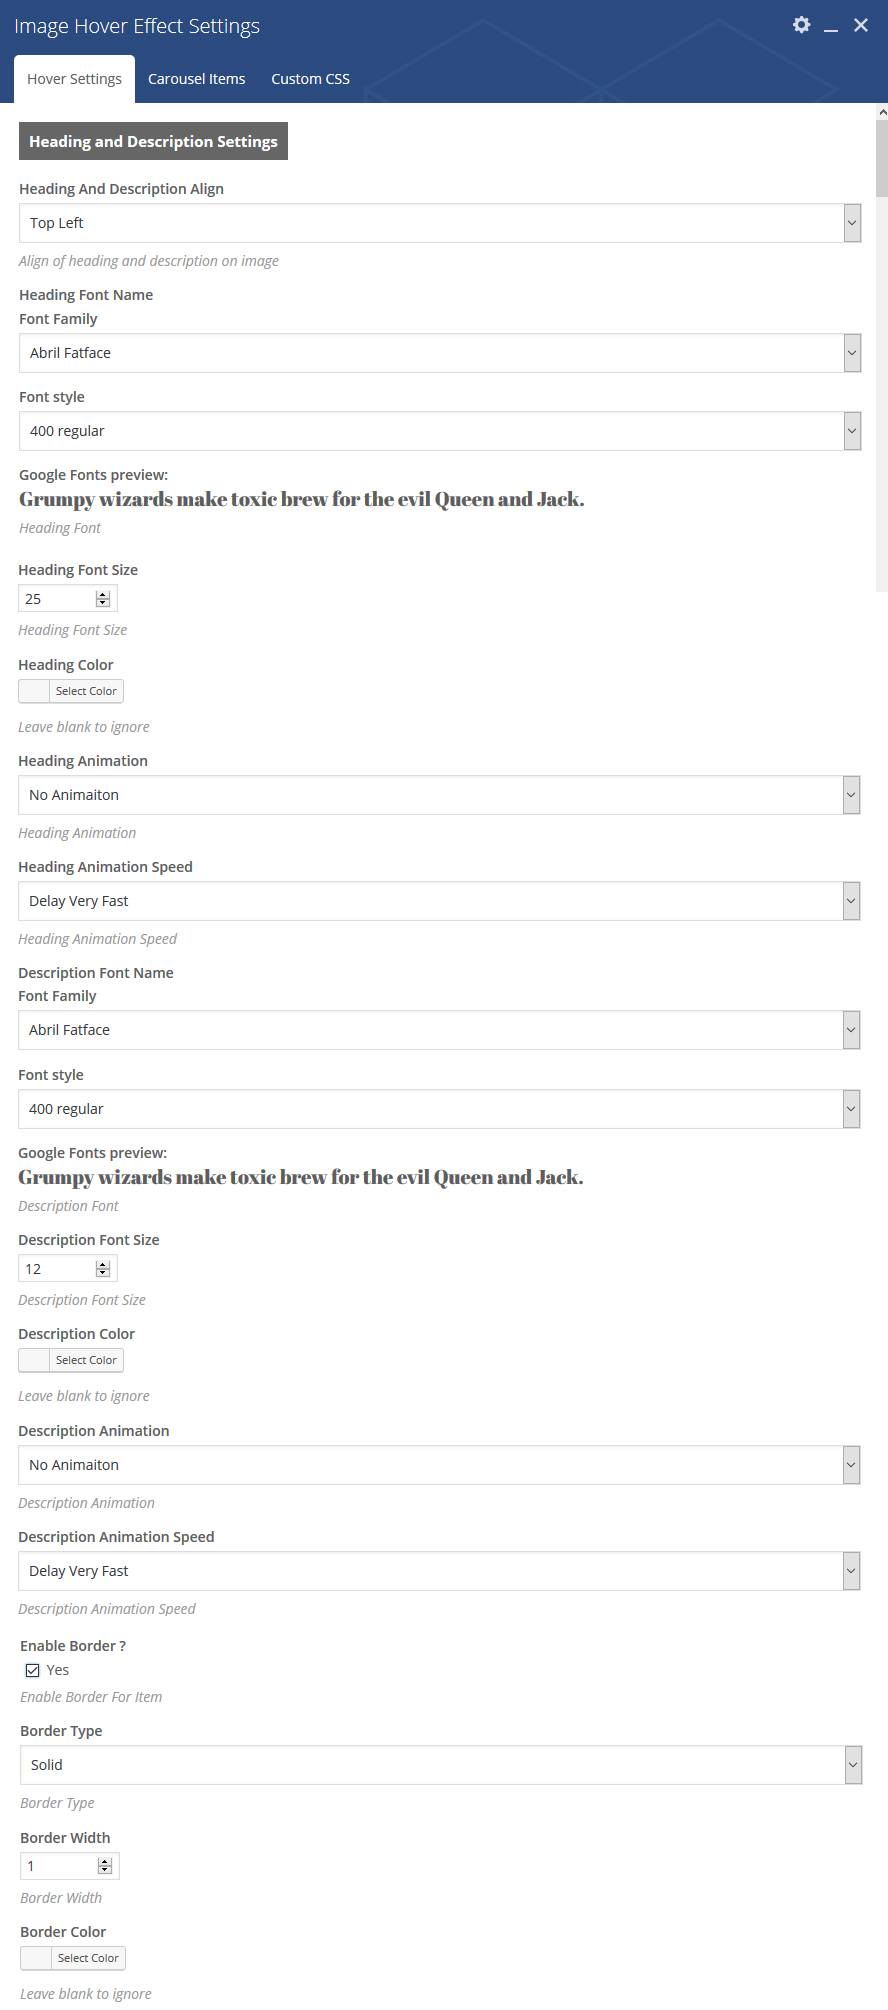 Image Hover Effect Settings
Hover Settings
Carousel Items
Custom CSS
Heading and Description Settings
Heading And Description Align
Top Left
Align of heading and description on image
Heading Font Name
Font Family
Abril Fatface
Font style
400 regular
Google Fonts preview:
Grumpy wizards make toxic brew for the evil Queen and Jack.
Heading Font
Heading Font Size
25
Heading Font Size
Heading Color
Select Color
Leave blank to ignore
Heading Animation
No Animaiton
Heading Animation
Heading Animation Speed
Delay Very Fast
Heading Animation Speed
Description Font Name
Font Family
Abril Fatface
Font style
400 regular
Google Fonts preview:
Grumpy wizards make toxic brew for the evil Queen and Jack.
Description Font
Description Font Size
12
Description Font Size
Description Color
Select Color
Leave blank to ignore
Description Animation
No Animaiton
Description Animation
Description Animation Speed
Delay Very Fast
Description Animation Speed
Enable Border ?
Yes
Enable Border For Item
Border Type
Solid
Border Type
Border Width
1
Border Width
Border Color
Select Color
Leave blank to ignore